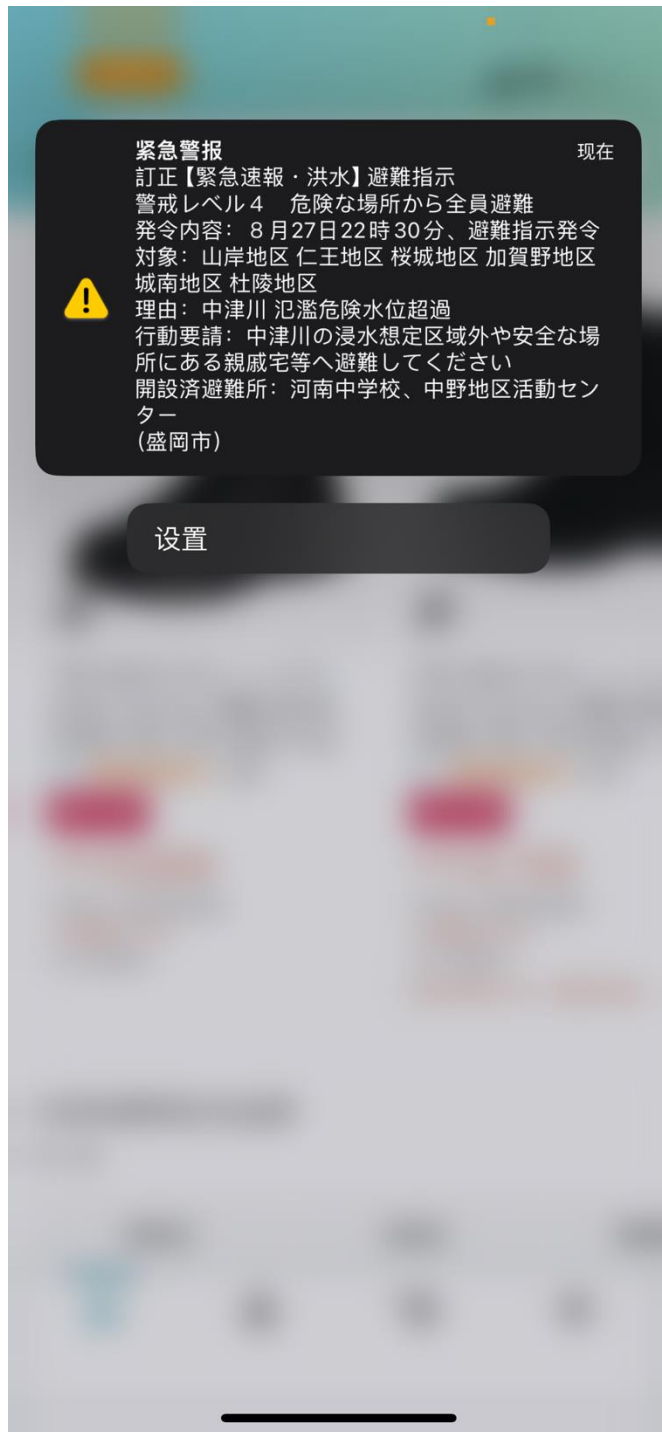 紧急警报
现在
訂正【緊急速報・洪水】避難指示
警戒レベル4　危険な場所から全員避難
発令内容：８月27日22時30分、避難指示発令
対象：山岸地区 仁王地区 桜城地区 加賀野地区
城南地区 杜陵地区
理由：中津川 氾濫危険水位超過
行動要請：中津川の浸水想定区域外や安全な場
所にある親戚宅等へ避難してください
開設済避難所：河南中学校、中野地区活動セン
ター
(盛岡市)
设置